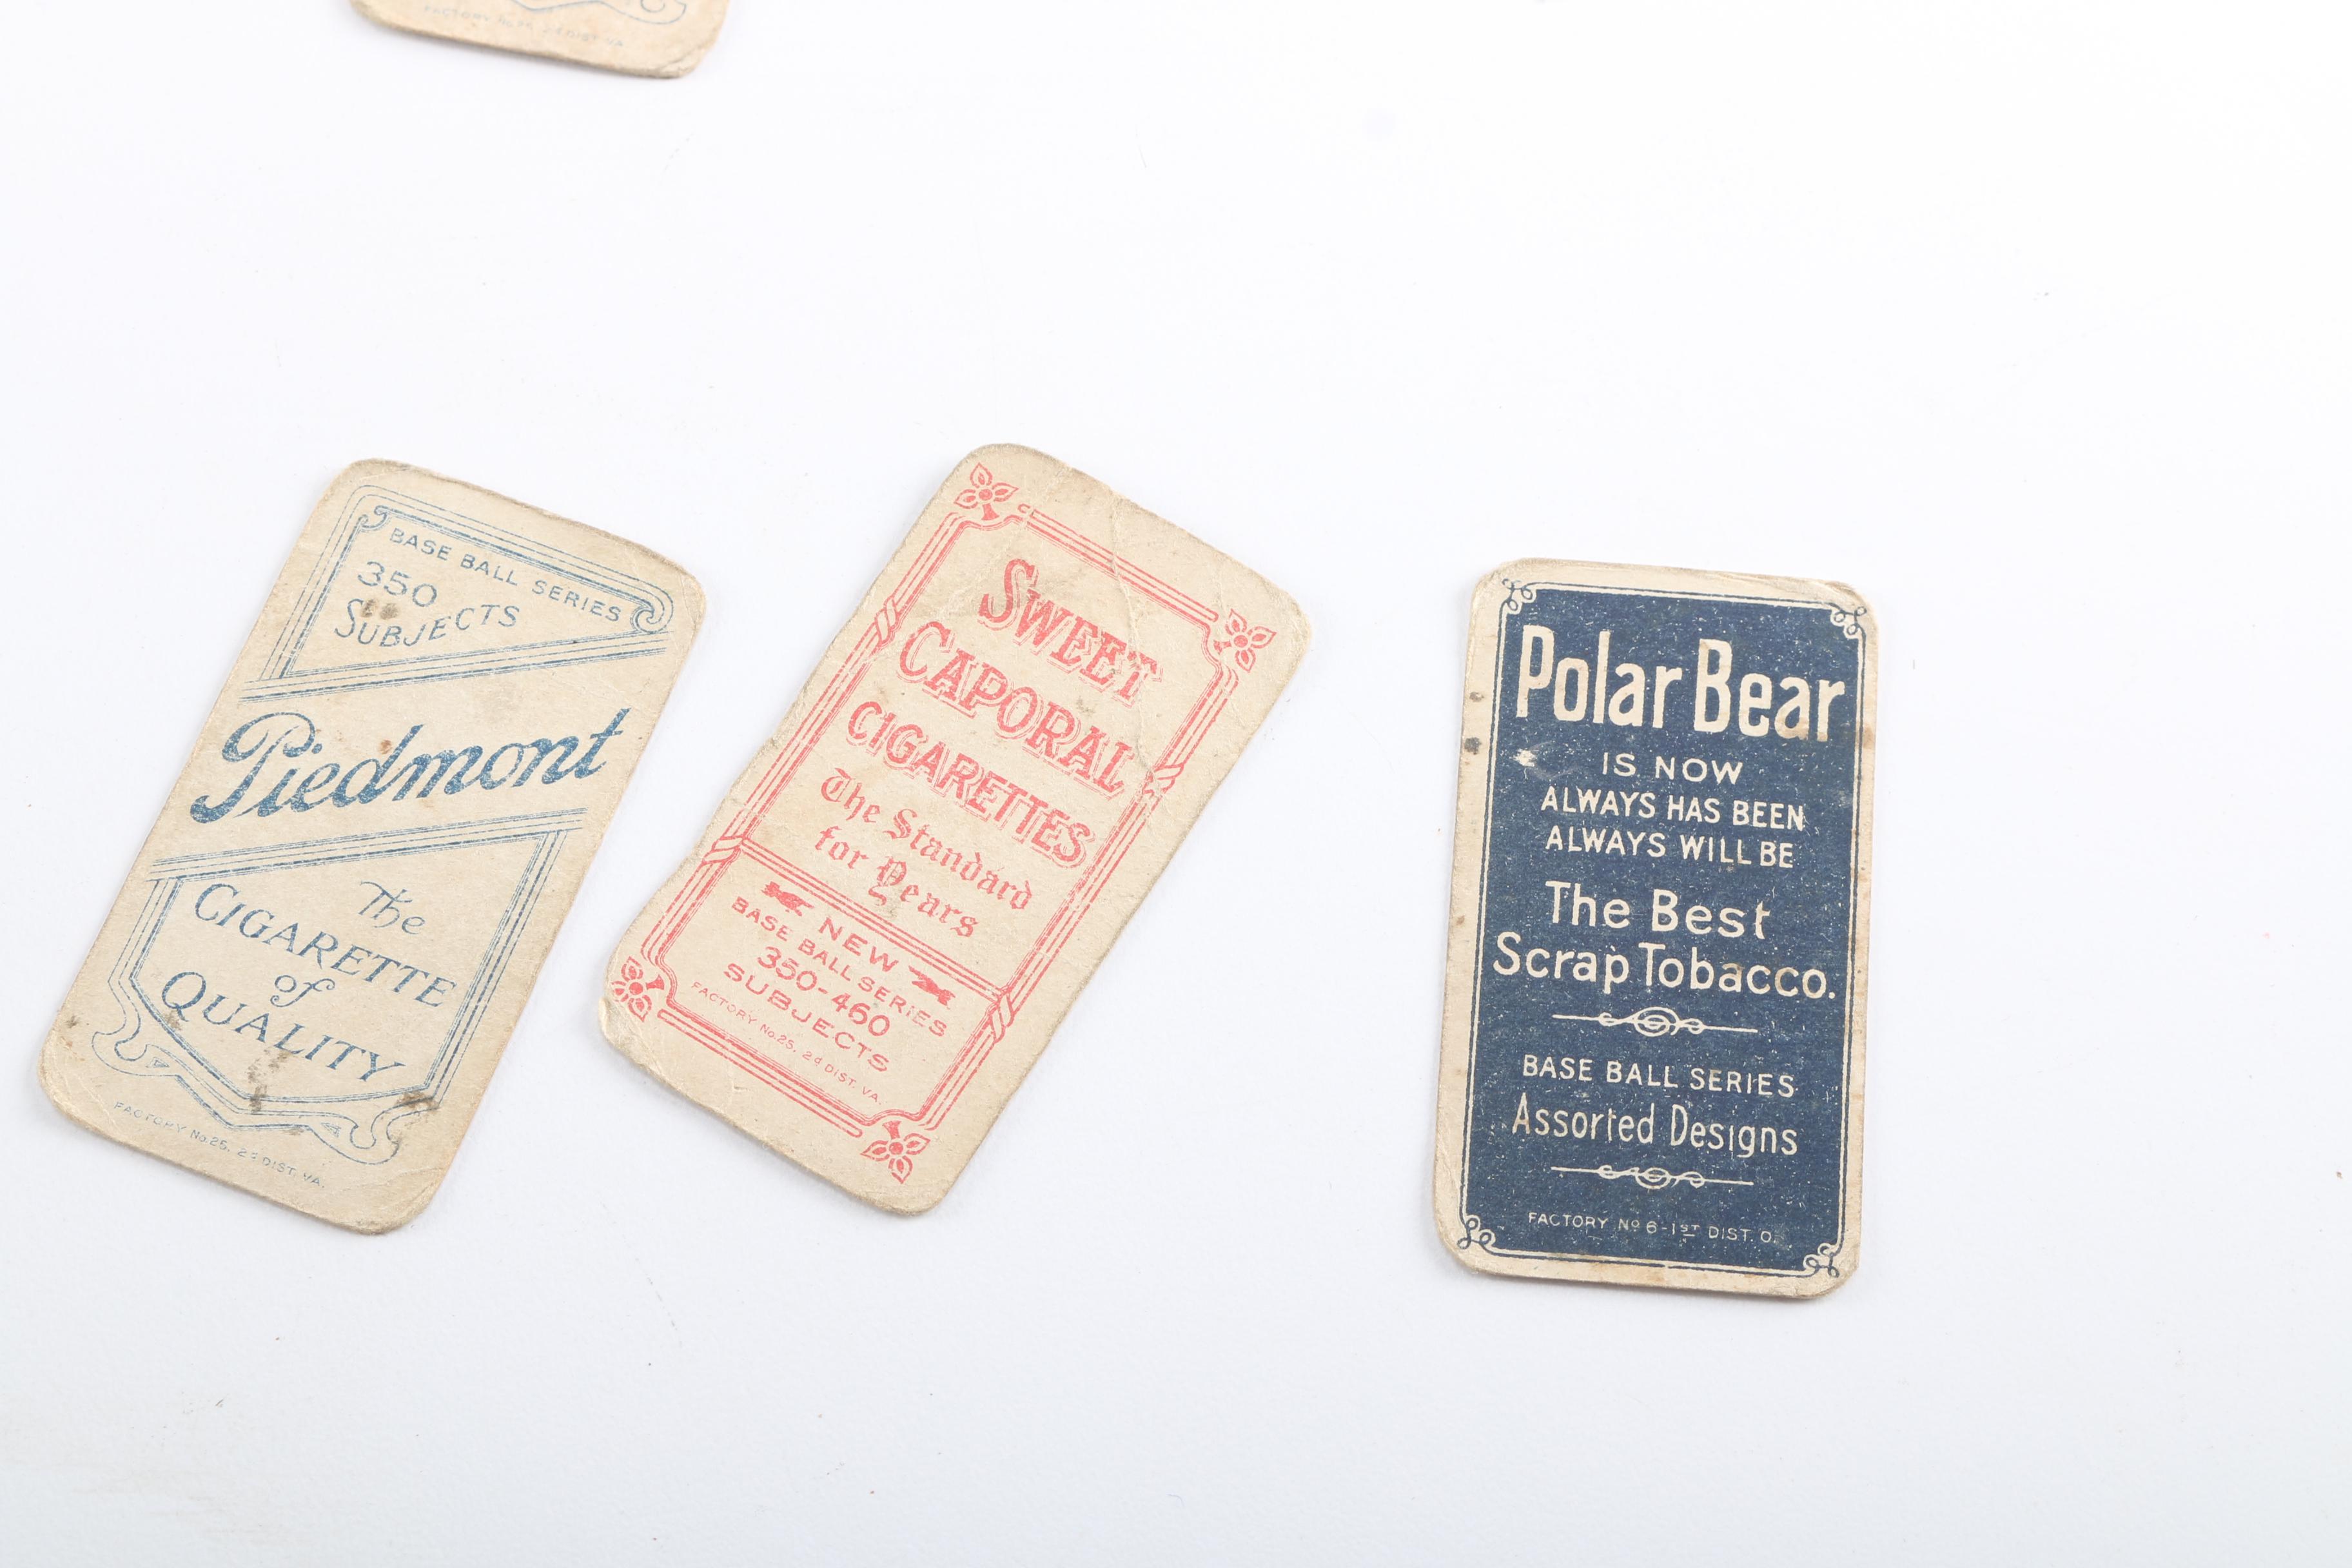 BASE BALL SERIES
350
SUBJECTS
Piedmont
The
CIGARETTE
of
QUALITY
FACTORY No. 25, 2d DIST. VA.
SWEET
CAPORAL
CIGARETTES
The Standard
for Years
NEW
BASE BALL SERIES
350-460
SUBJECTS
FACTORY No. 25, 2d DIST. VA.
Polar Bear
IS NOW
ALWAYS HAS BEEN
ALWAYS WILL BE
The Best
Scrap Tobacco.
BASE BALL SERIES
Assorted Designs
FACTORY No 6-1ST DIST. O.